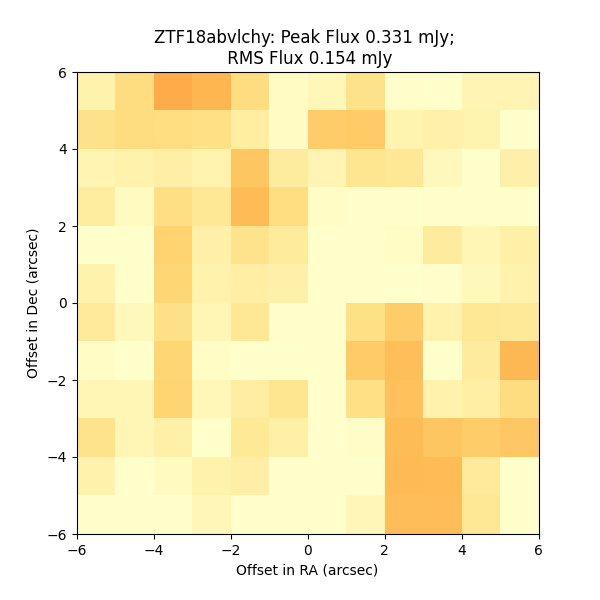 ZTF18abvlchy: Peak Flux 0.331 mJy;
RMS Flux 0.154 mJy
6
4
2
0
−2
−4
−6
Offset in Dec (arcsec)
−6 −4 −2 0 2 4 6
Offset in RA (arcsec)